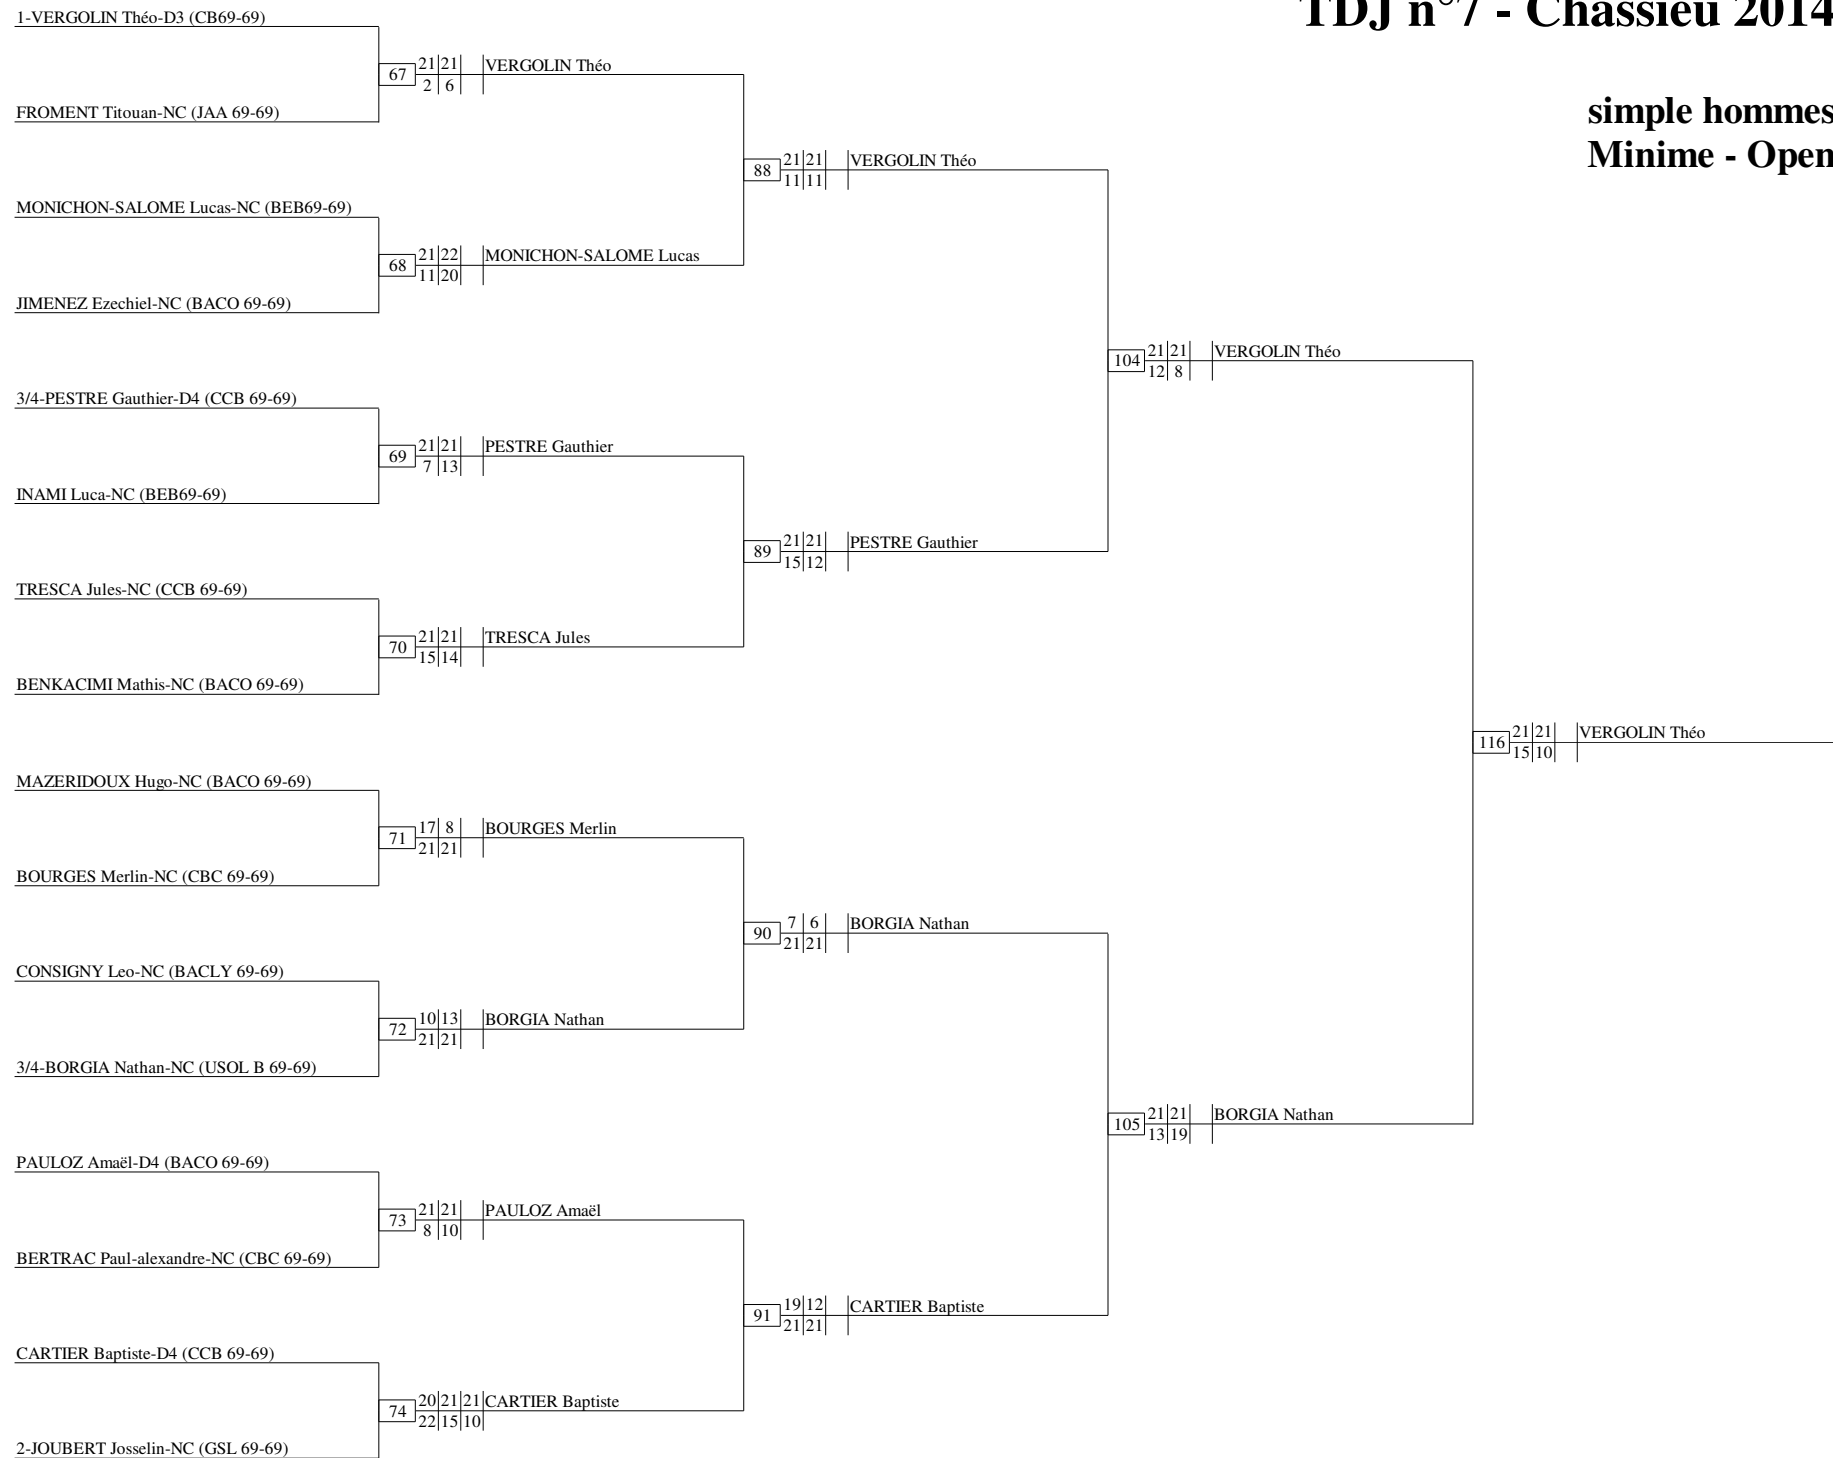 TDJ n°7 - Chassieu 2014
simple hommes
Minime - Open
1-VERGOLIN Théo-D3 (CB69-69)
67 21 21 VERGOLIN Théo
2 6
FROMENT Titouan-NC (JAA 69-69)
88 21 21 VERGOLIN Théo
11 11
MONICHON-SALOME Lucas-NC (BEB69-69)
68 21 22 MONICHON-SALOME Lucas
11 20
JIMENEZ Ezechiel-NC (BACO 69-69)
104 21 21 VERGOLIN Théo
12 8
3/4-PESTRE Gauthier-D4 (CCB 69-69)
69 21 21 PESTRE Gauthier
7 13
INAMI Luca-NC (BEB69-69)
89 21 21 PESTRE Gauthier
15 12
TRESCA Jules-NC (CCB 69-69)
70 21 21 TRESCA Jules
15 14
BENKACIMI Mathis-NC (BACO 69-69)
116 21 21 VERGOLIN Théo
15 10
MAZERIDOUX Hugo-NC (BACO 69-69)
71 17 8 BOURGES Merlin
21 21
BOURGES Merlin-NC (CBC 69-69)
90 7 6 BORGIA Nathan
21 21
CONSIGNY Leo-NC (BACLY 69-69)
72 10 13 BORGIA Nathan
21 21
3/4-BORGIA Nathan-NC (USOL B 69-69)
105 21 21 BORGIA Nathan
13 19
PAULOZ Amaël-D4 (BACO 69-69)
73 21 21 PAULOZ Amaël
8 10
BERTRAC Paul-alexandre-NC (CBC 69-69)
91 19 12 CARTIER Baptiste
21 21
CARTIER Baptiste-D4 (CCB 69-69)
74 20 21 21 CARTIER Baptiste
22 15 10
2-JOUBERT Josselin-NC (GSL 69-69)